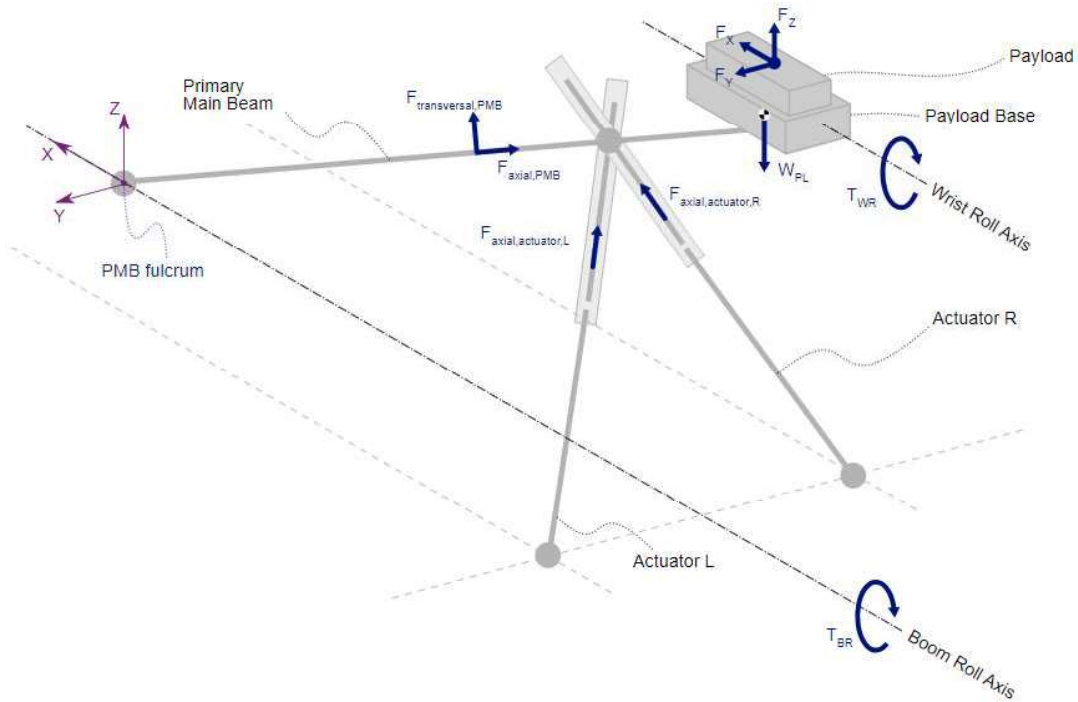 F_Z
F_X
F_Y
Payload
Primary
Main Beam
Z
F_transversal,PMB
Payload Base
X
F_axial,PMB
W_PL
Y
T_WR
Wrist Roll Axis
F_axial,actuator,R
F_axial,actuator,L
PMB fulcrum
Actuator R
Actuator L
T_BR
Boom Roll Axis